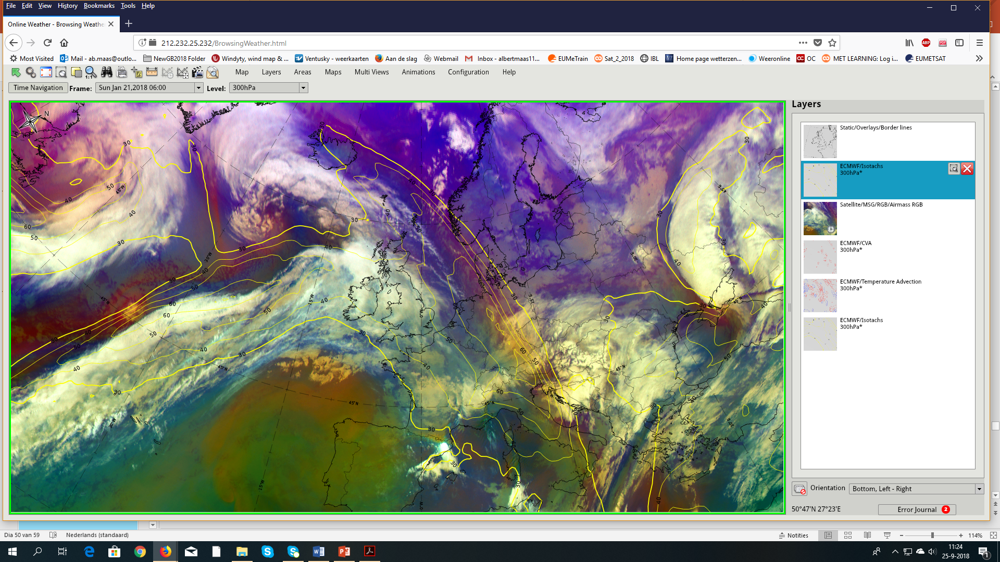 File Edit View History Bookmarks Tools Help
Online Weather - Browsing Weathe
212.232.25.232/BrowsingWeather.html
Most Visited Mail - ab.maas@outlo... NewGB2018 Folder Windyty, wind map & ... Ventusky - weerkaarten Aan de slag Webmail Inbox - albertmaas11... EUMeTrain Sat_2_2018 IBL Home page wetterzen... Weeronline OC MET LEARNING: Log i... EUMETSAT
Map Layers Areas Maps Multi Views Animations Configuration Help
Time Navigation Frame: Sun Jan 21,2018 06:00 Level: 300hPa
Layers
Static/Overlays/Border lines
ECMWF/Isotachs
300hPa*
Satellite/MSG/RGB/Airmass RGB
ECMWF/CVA
300hPa*
ECMWF/Temperature Advection
300hPa*
ECMWF/Isotachs
300hPa*
N
30
30
50
45°W
40
40
60
50
30
30
40
30
40
30°W
40
30
50
60
60
50
50
45°N
30
30
50
40
40
30
30
45°N
15°W
40
30
30
50
40
60
50
30
60
50
45°N
45°N
45°N
30
30
30
40
30
30
40
50
30
15°W
30°W
Orientation Bottom, Left - Right
50°47'N 27°23'E
Error Journal 2
Dia 50 van 59 Nederlands (standaard) Notities 114%
11:24
25-9-2018
1